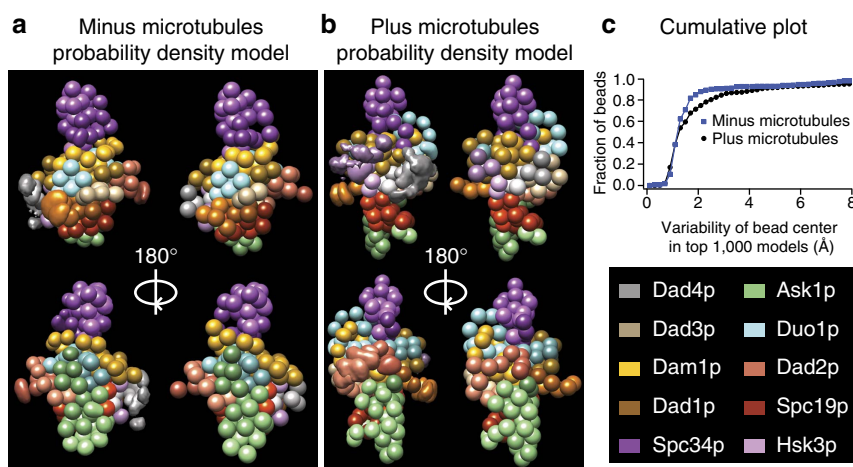 a Minus microtubules
probability density model
180°
b Plus microtubules
probability density model
180°
c Cumulative plot
Fraction of beads
1.0
0.8
0.6
0.4
0.2
0.0
Minus microtubules
Plus microtubules
0 2 4 6 8
Variability of bead center
in top 1,000 models (Å)
Dad4p Ask1p
Dad3p Duo1p
Dam1p Dad2p
Dad1p Spc19p
Spc34p Hsk3p